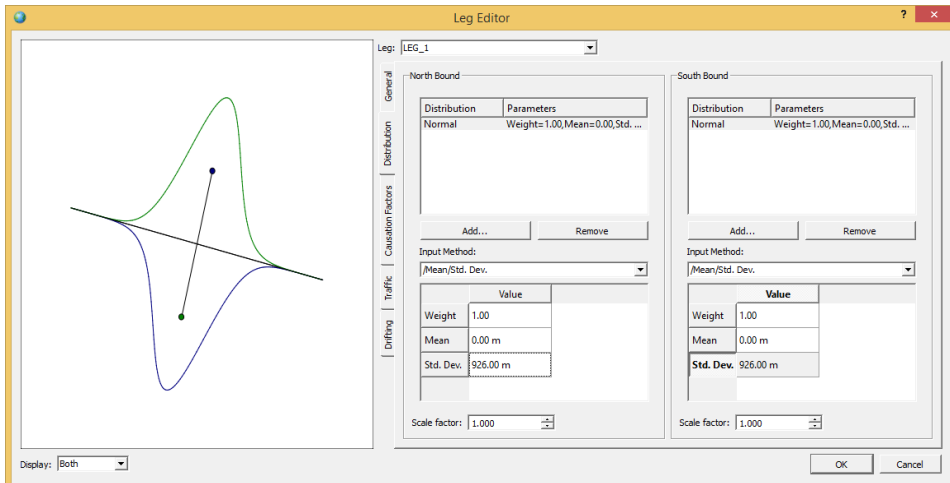 Leg Editor
? ×
Leg: LEG_1
General
Distribution
Causation Factors
Traffic
Drifting
North Bound
Distribution Parameters
Normal Weight=1.00,Mean=0.00,Std. ...
Add... Remove
Input Method:
/Mean/Std. Dev.
Value
Weight 1.00
Mean 0.00 m
Std. Dev. 926.00 m
Scale factor: 1.000
South Bound
Distribution Parameters
Normal Weight=1.00,Mean=0.00,Std. ...
Add... Remove
Input Method:
/Mean/Std. Dev.
Value
Weight 1.00
Mean 0.00 m
Std. Dev. 926.00 m
Scale factor: 1.000
Display: Both
OK Cancel